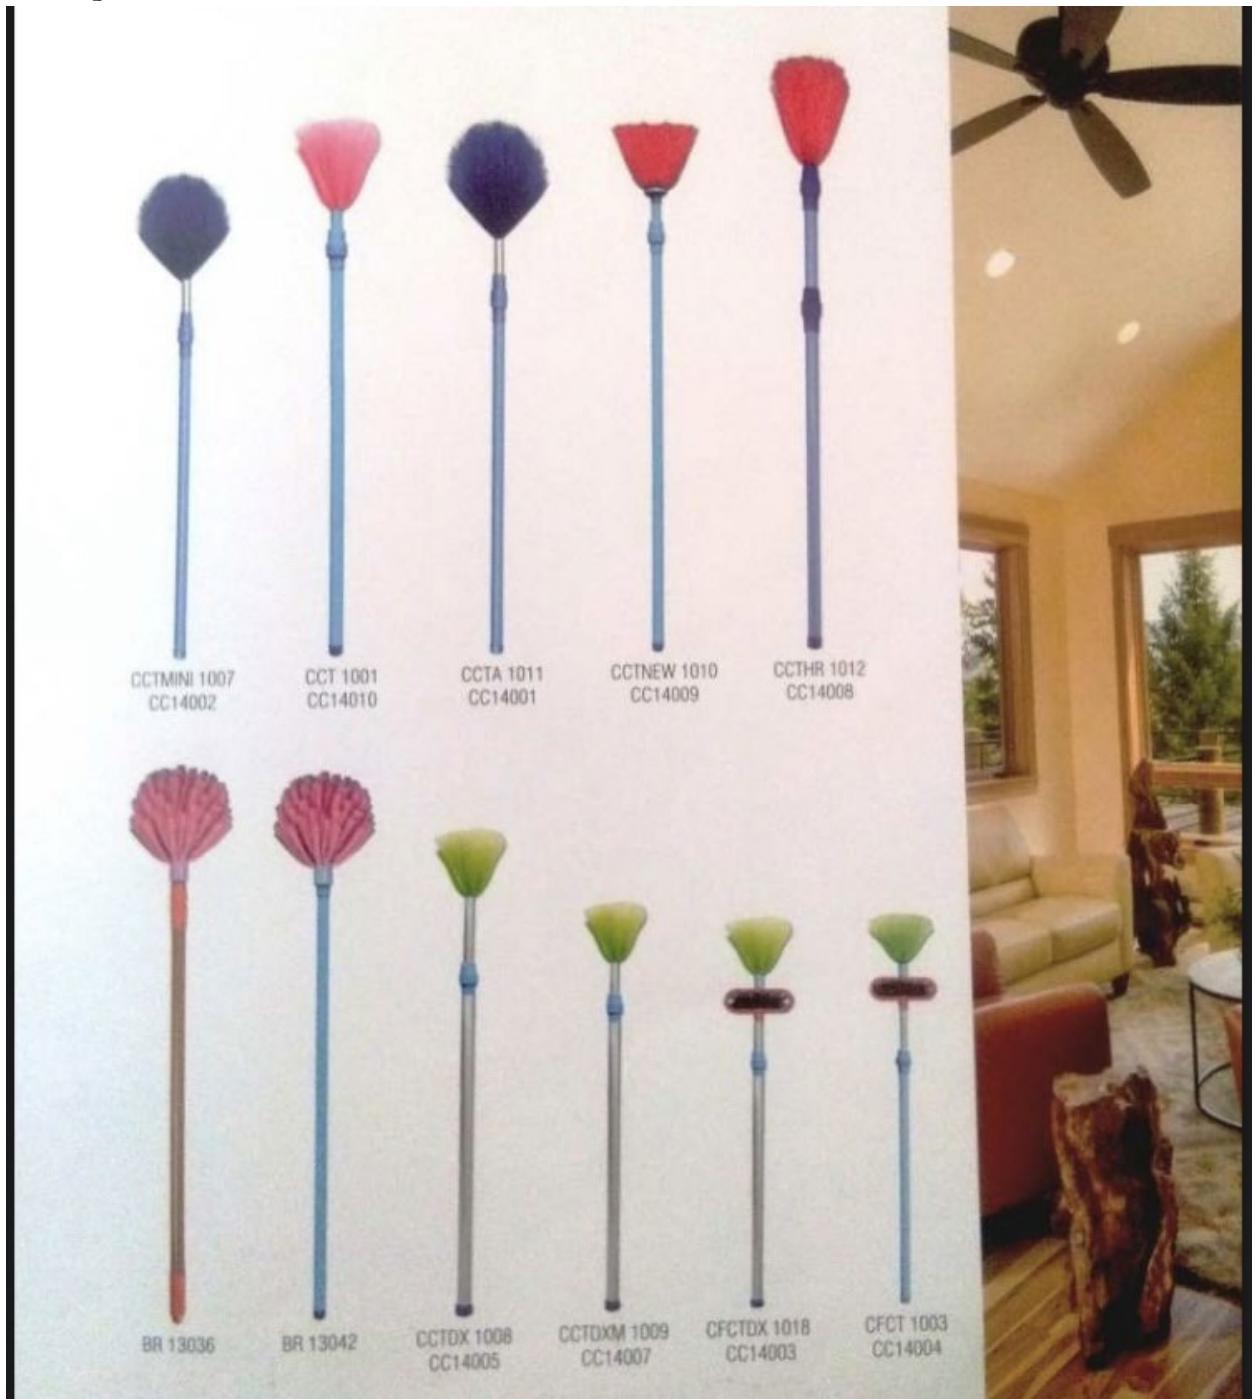 CCTMINI 1007
CC14002
CCT 1001
CC14010
CCTA 1011
CC14001
CCTNEW 1010
CC14009
CCTHR 1012
CC14008
BR 13036
BR 13042
CCTDX 1008
CC14005
CCTDXM 1009
CC14007
CFCTDX 1018
CC14003
CFCT 1003
CC14004